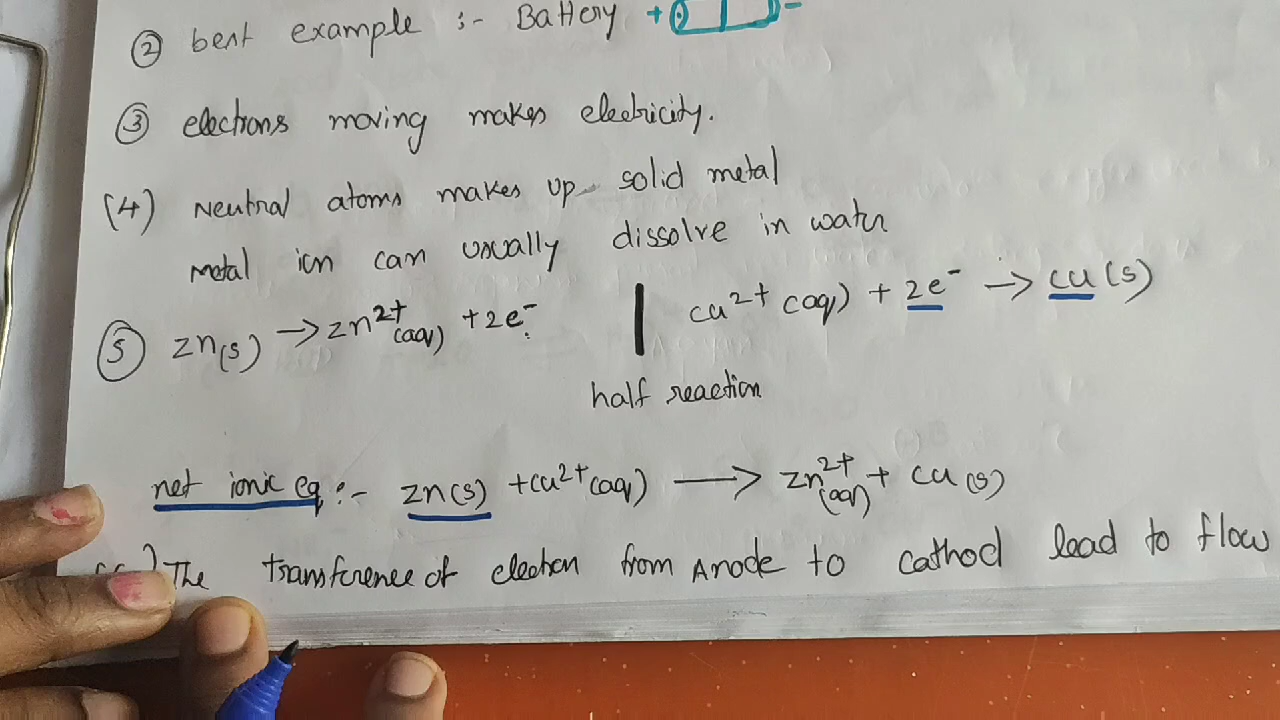 ② best example :- Battery + -
③ electrons moving makes electricity.
(4) Neutral atoms makes up solid metal
metal ion can usually dissolve in water
⑤ Zn(s) → Zn²⁺(aq) + 2e⁻ | Cu²⁺ (aq) + 2e⁻ → Cu (s)
half reaction
net ionic eq :- Zn(s) + Cu²⁺ (aq) → Zn²⁺(aq) + Cu (s)
The transference of electron from Anode to cathod lead to flow